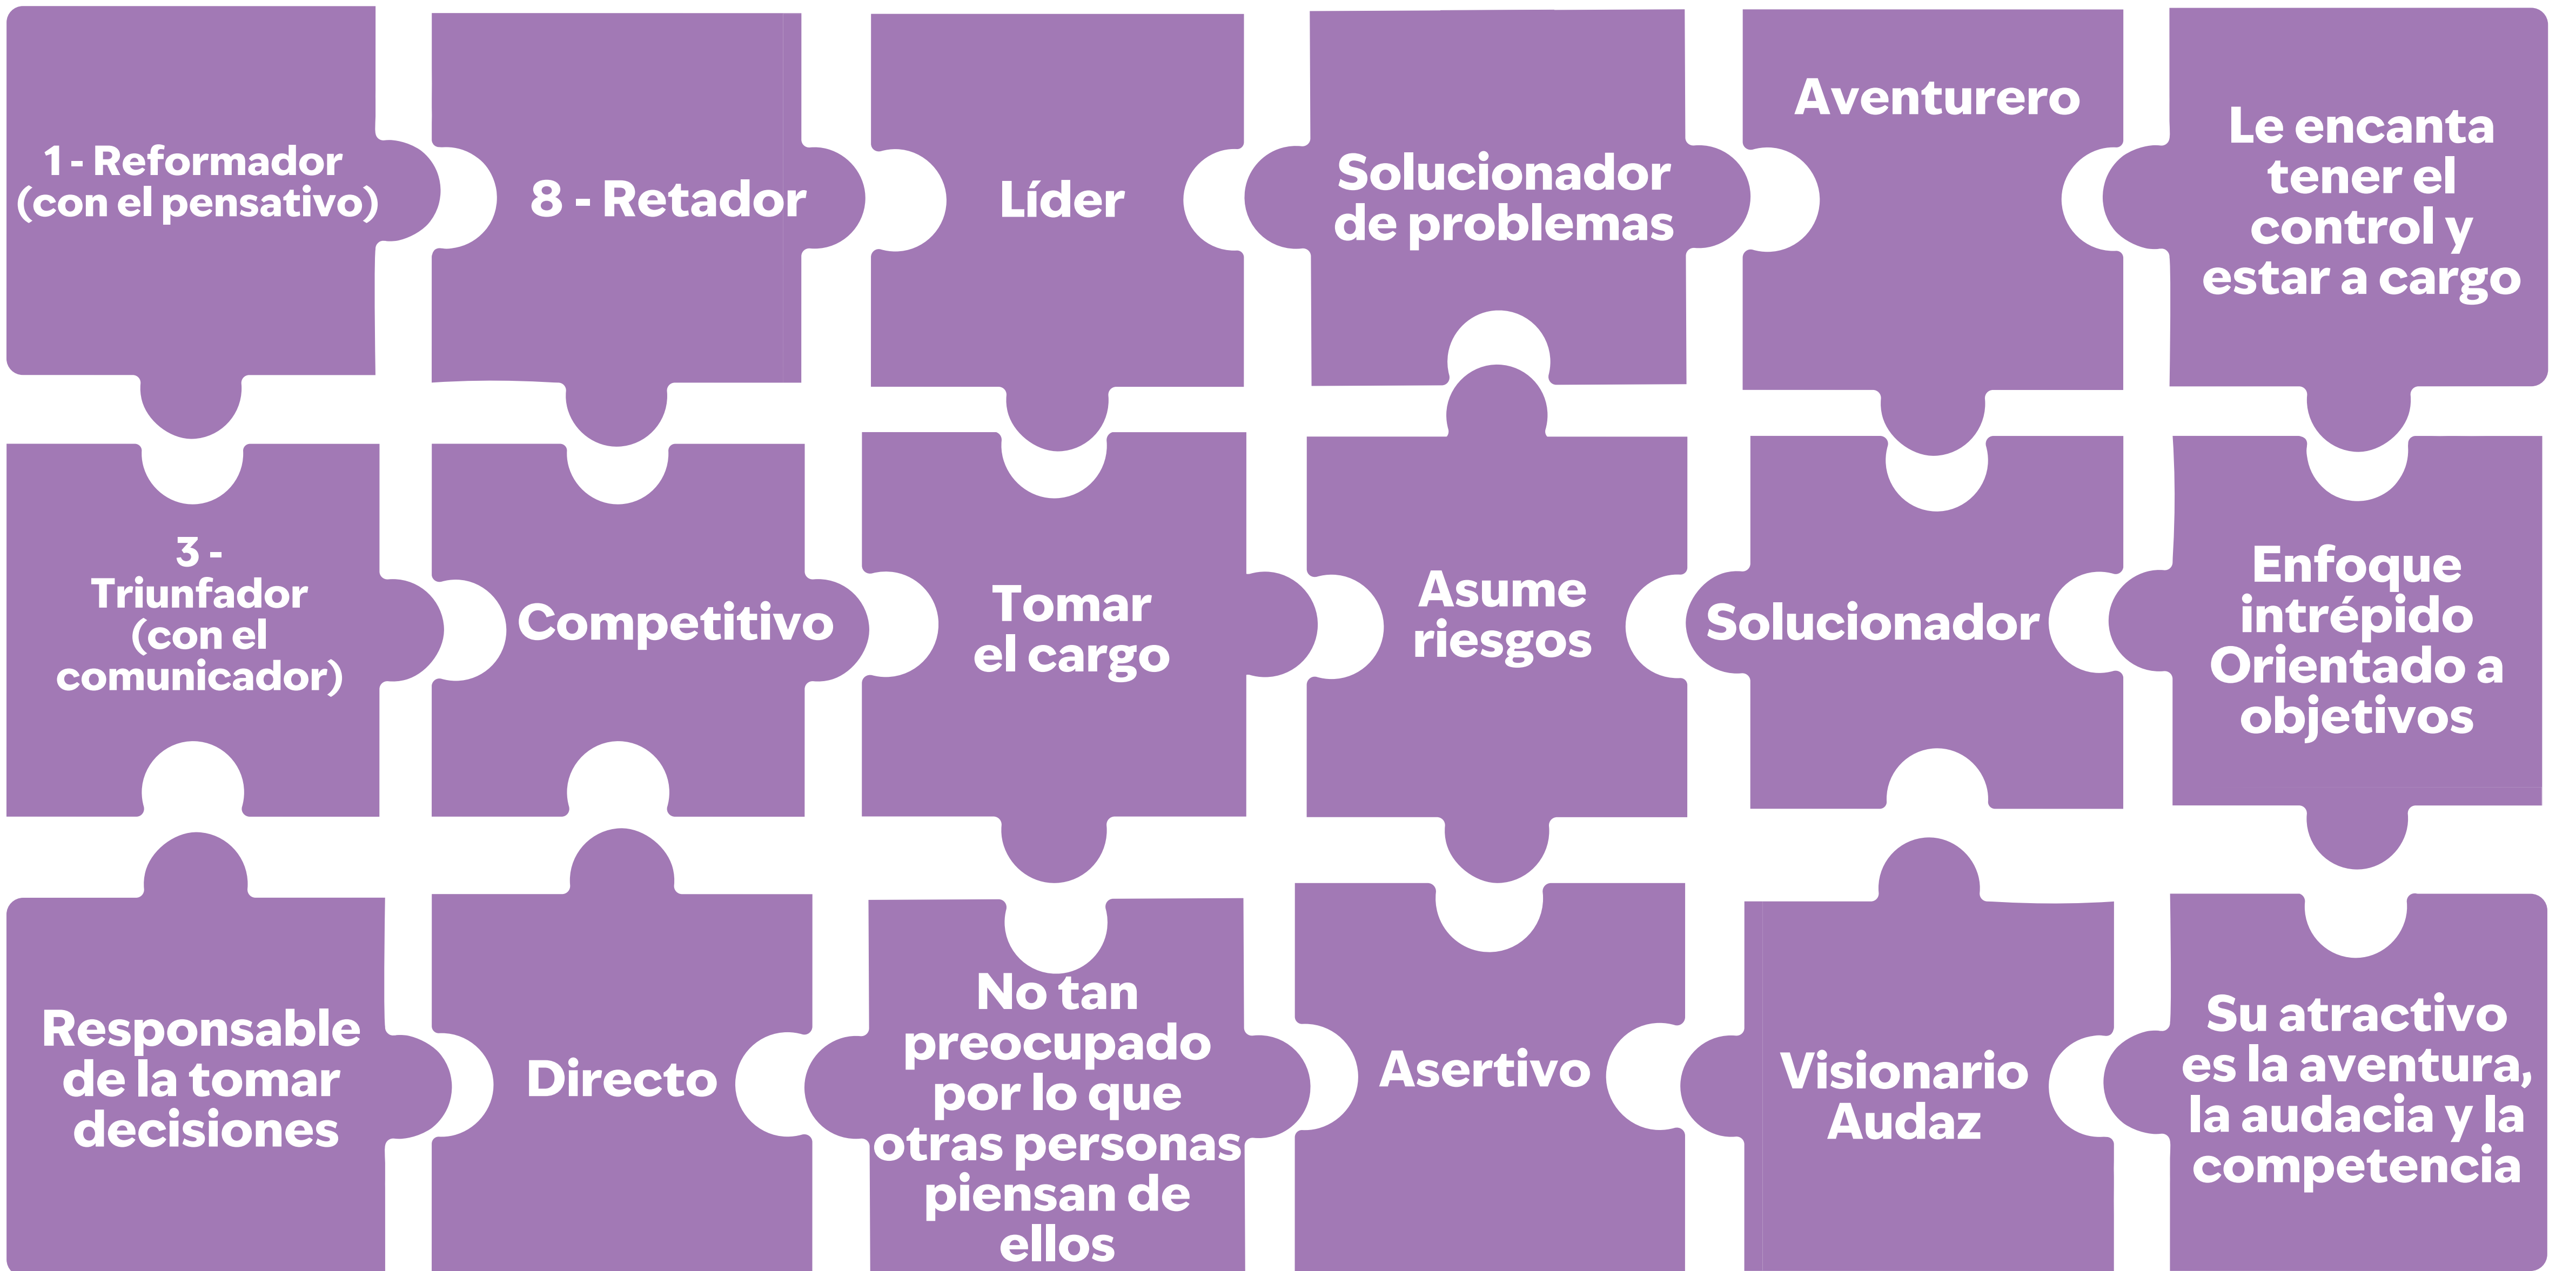 1 - Reformador
(con el pensativo)
8 - Retador
Líder
Solucionador
de problemas
Aventurero
Le encanta
tener el
control y
estar a cargo
3 -
Triunfador
(con el
comunicador)
Competitivo
Tomar
el cargo
Asume
riesgos
Solucionador
Enfoque
intrépido
Orientado a
objetivos
Responsable
de la tomar
decisiones
Directo
No tan
preocupado
por lo que
otras personas
piensan de
ellos
Asertivo
Visionario
Audaz
Su atractivo
es la aventura,
la audacia y la
competencia